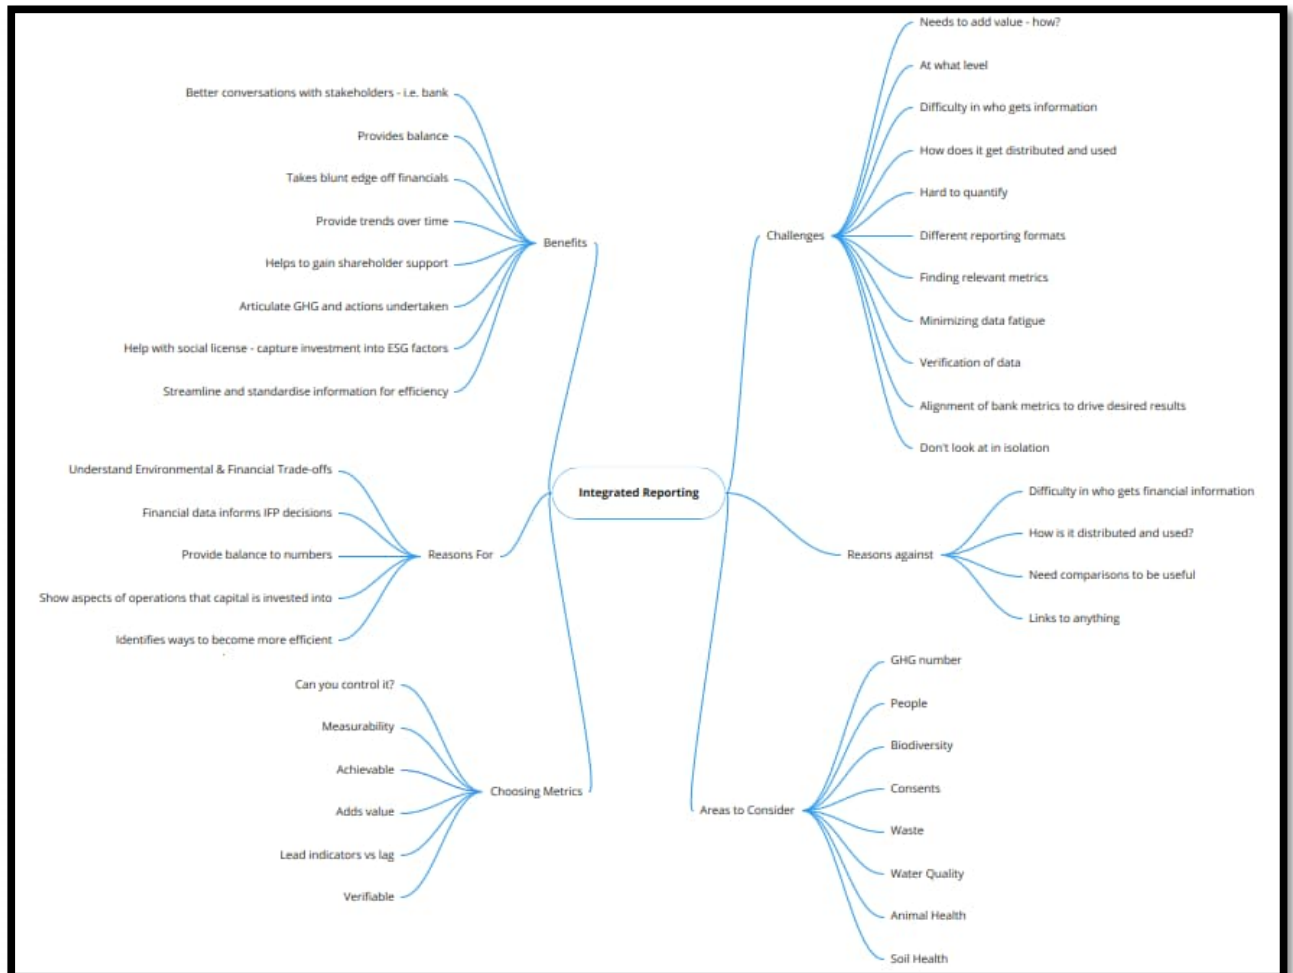 Integrated Reporting
Benefits
Better conversations with stakeholders - i.e. bank
Provides balance
Takes blunt edge off financials
Provide trends over time
Helps to gain shareholder support
Articulate GHG and actions undertaken
Help with social license - capture investment into ESG factors
Streamline and standardise information for efficiency
Reasons For
Understand Environmental & Financial Trade-offs
Financial data informs IFP decisions
Provide balance to numbers
Show aspects of operations that capital is invested into
Identifies ways to become more efficient
Choosing Metrics
Can you control it?
Measurability
Achievable
Adds value
Lead indicators vs lag
Verifiable
Challenges
Needs to add value - how?
At what level
Difficulty in who gets information
How does it get distributed and used
Hard to quantify
Different reporting formats
Finding relevant metrics
Minimizing data fatigue
Verification of data
Alignment of bank metrics to drive desired results
Don't look at in isolation
Reasons against
Difficulty in who gets financial information
How is it distributed and used?
Need comparisons to be useful
Links to anything
Areas to Consider
GHG number
People
Biodiversity
Consents
Waste
Water Quality
Animal Health
Soil Health